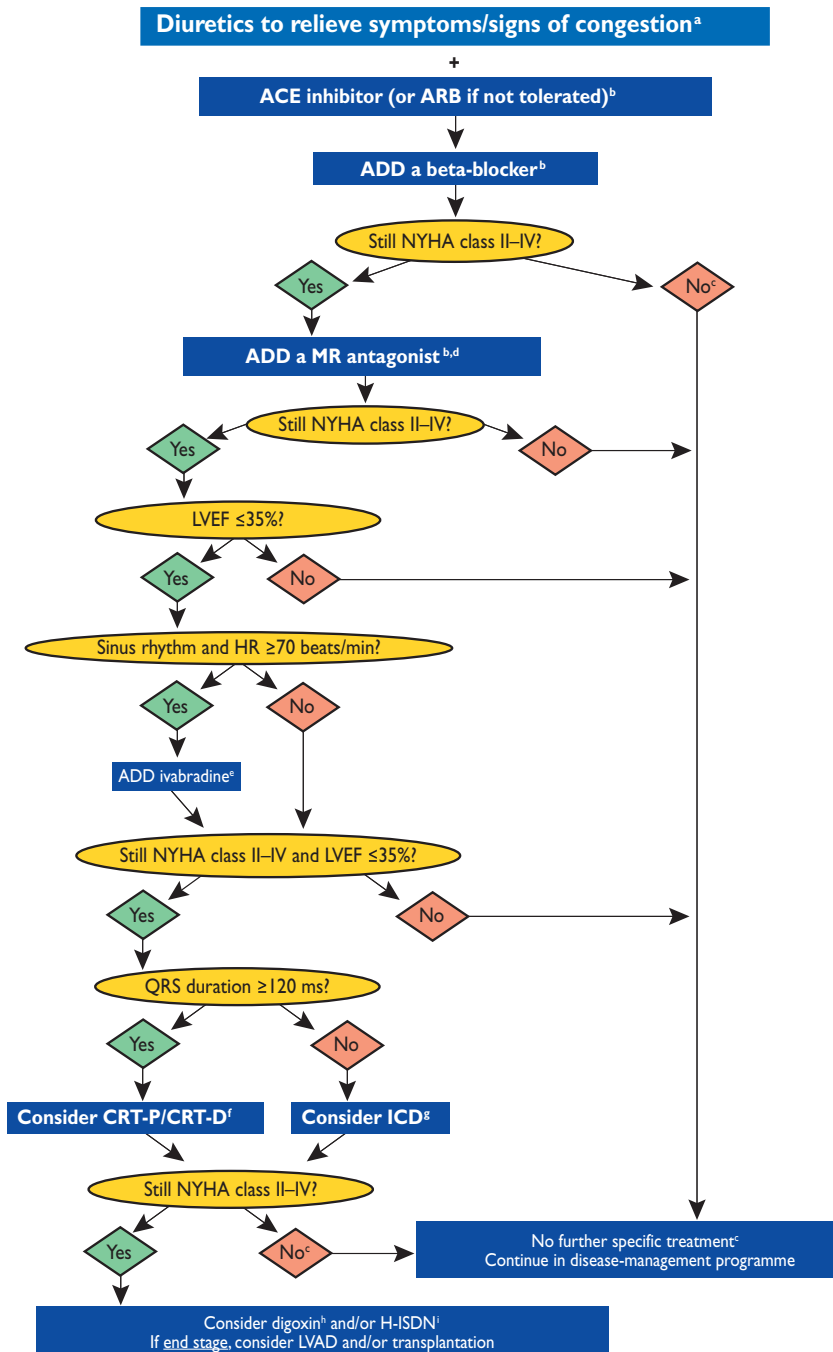 Diuretics to relieve symptoms/signs of congestionᵃ
+
ACE inhibitor (or ARB if not tolerated)ᵇ
ADD a beta-blockerᵇ
Still NYHA class II–IV?
Yes
Noᶜ
ADD a MR antagonistᵇ,ᵈ
Still NYHA class II–IV?
Yes
No
LVEF ≤35%?
Yes
No
Sinus rhythm and HR ≥70 beats/min?
Yes
No
ADD ivabradineᵉ
Still NYHA class II–IV and LVEF ≤35%?
Yes
No
QRS duration ≥120 ms?
Yes
No
Consider CRT-P/CRT-Dᶠ
Consider ICDᵍ
Still NYHA class II–IV?
Yes
Noᶜ
No further specific treatmentᶜ
Continue in disease-management programme
Consider digoxinʰ and/or H-ISDNⁱ
If end stage, consider LVAD and/or transplantation